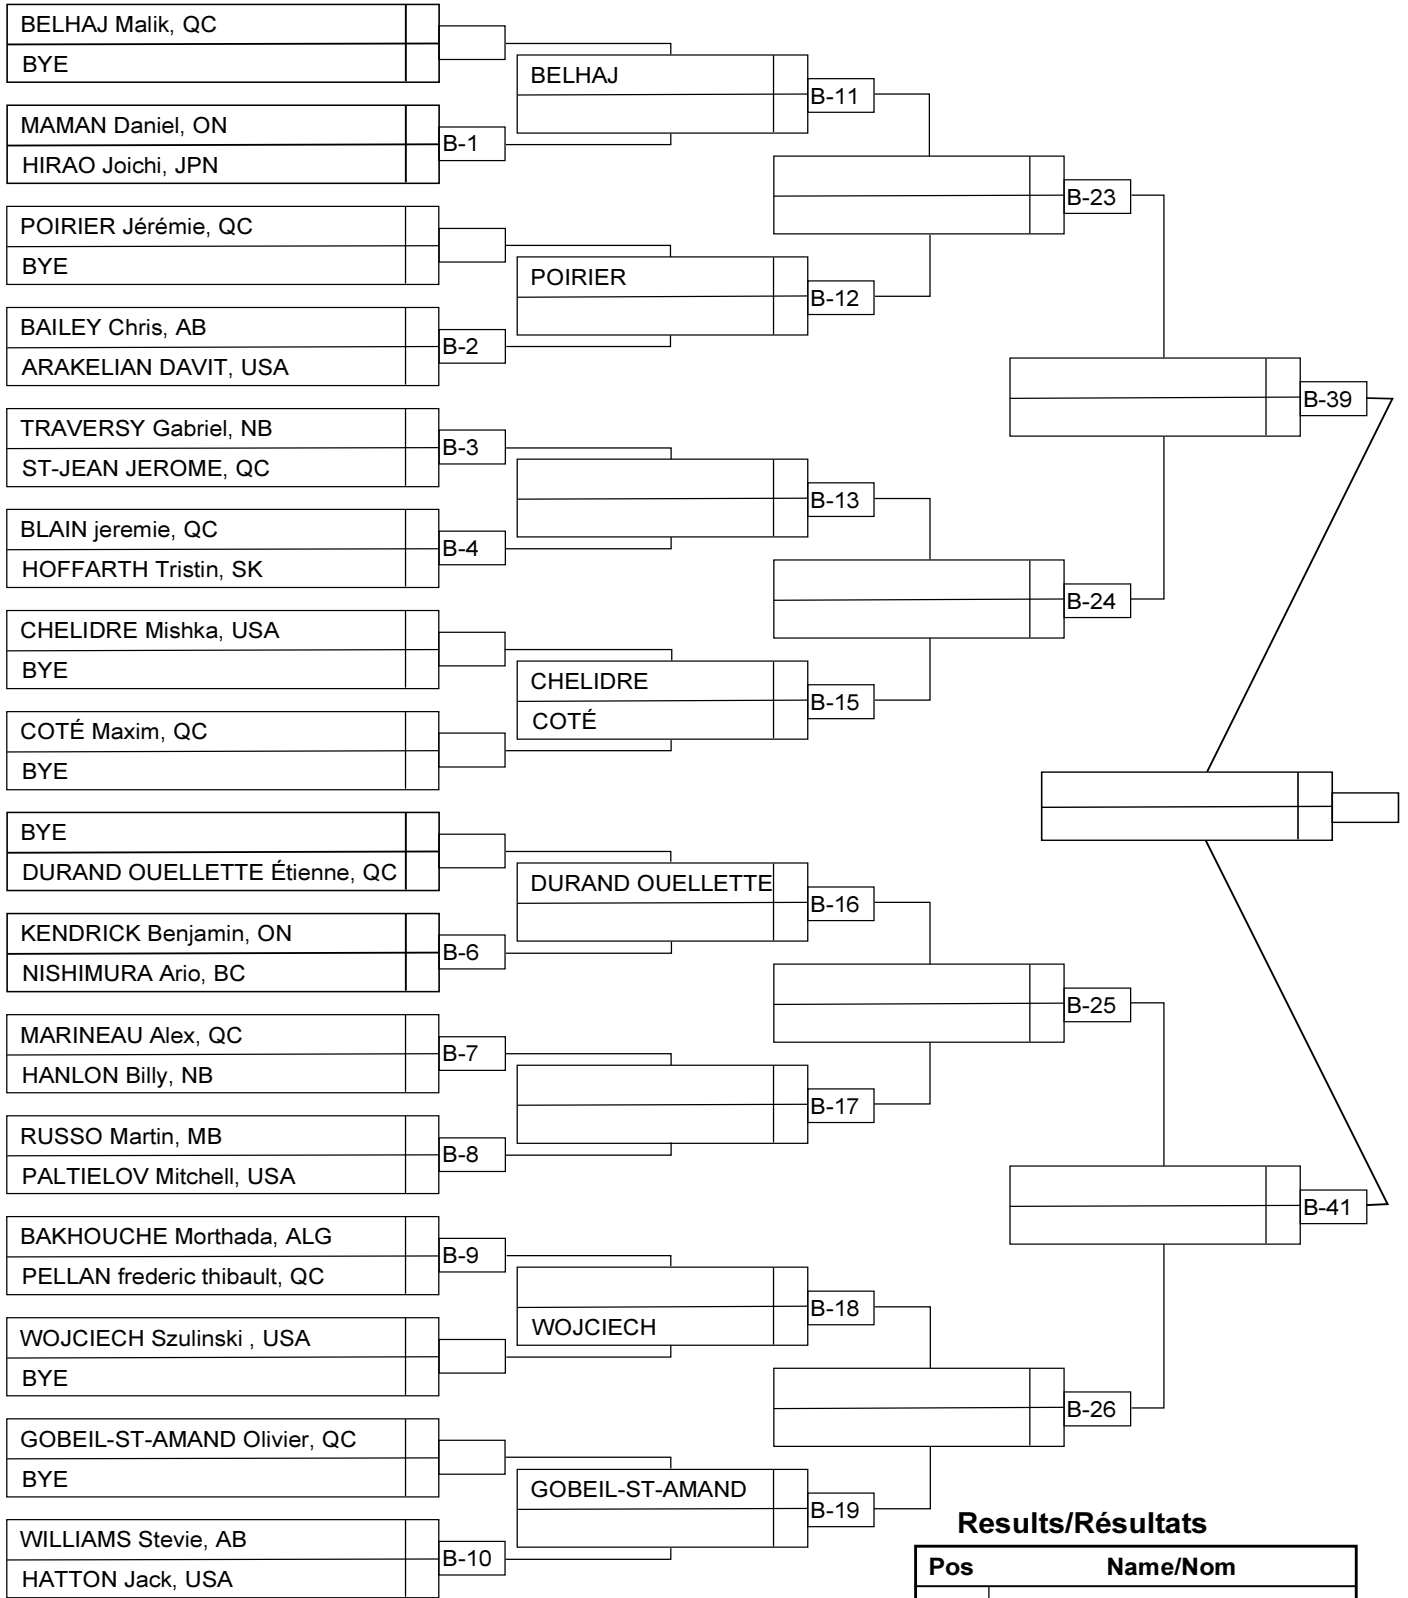 BELHAJ Malik, QC
BYE
MAMAN Daniel, ON
HIRAO Joichi, JPN
B-1
BELHAJ
B-11
POIRIER Jérémie, QC
BYE
BAILEY Chris, AB
ARAKELIAN DAVIT, USA
B-2
POIRIER
B-12
B-23
TRAVERSY Gabriel, NB
ST-JEAN JEROME, QC
B-3
BLAIN jeremie, QC
HOFFARTH Tristin, SK
B-4
B-13
CHELIDRE Mishka, USA
BYE
COTÉ Maxim, QC
BYE
CHELIDRE
COTÉ
B-15
B-24
B-39
BYE
DURAND OUELLETTE Étienne, QC
KENDRICK Benjamin, ON
NISHIMURA Ario, BC
B-6
DURAND OUELLETTE
B-16
MARINEAU Alex, QC
HANLON Billy, NB
B-7
RUSSO Martin, MB
PALTIELOV Mitchell, USA
B-8
B-17
B-25
BAKHOUCHE Morthada, ALG
PELLAN frederic thibault, QC
B-9
WOJCIECH Szulinski , USA
BYE
WOJCIECH
B-18
GOBEIL-ST-AMAND Olivier, QC
BYE
WILLIAMS Stevie, AB
HATTON Jack, USA
B-10
GOBEIL-ST-AMAND
B-19
B-26
B-41
Results/Résultats
Pos Name/Nom